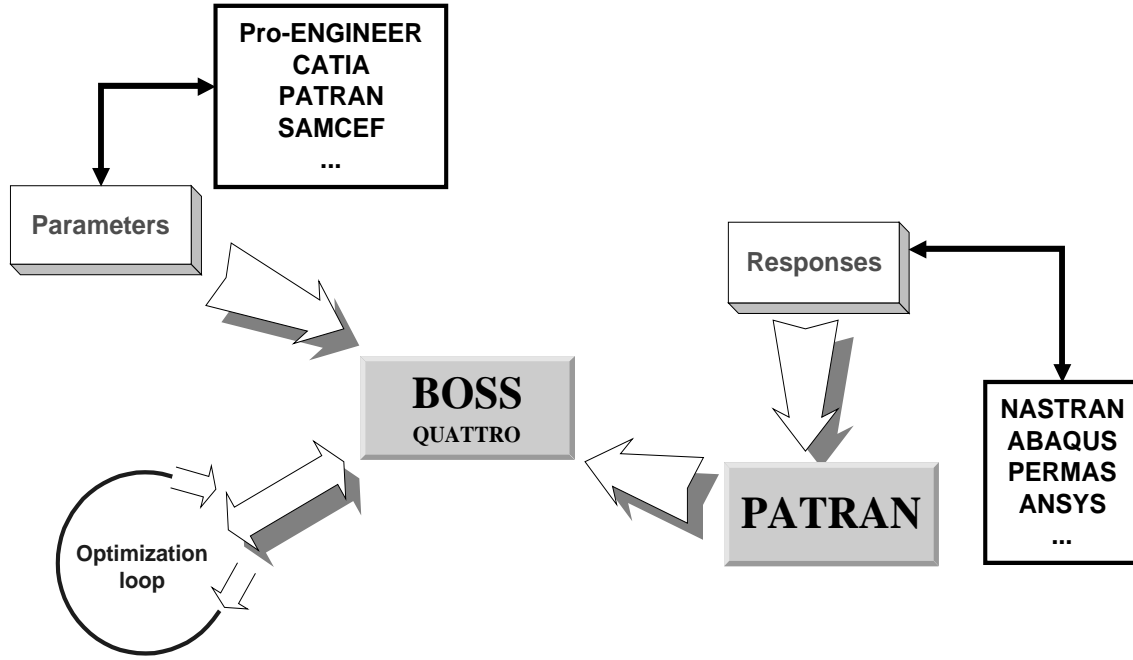 Pro-ENGINEER
CATIA
PATRAN
SAMCEF
...
Parameters
Responses
BOSS
QUATTRO
NASTRAN
ABAQUS
PERMAS
ANSYS
...
PATRAN
Optimization
loop